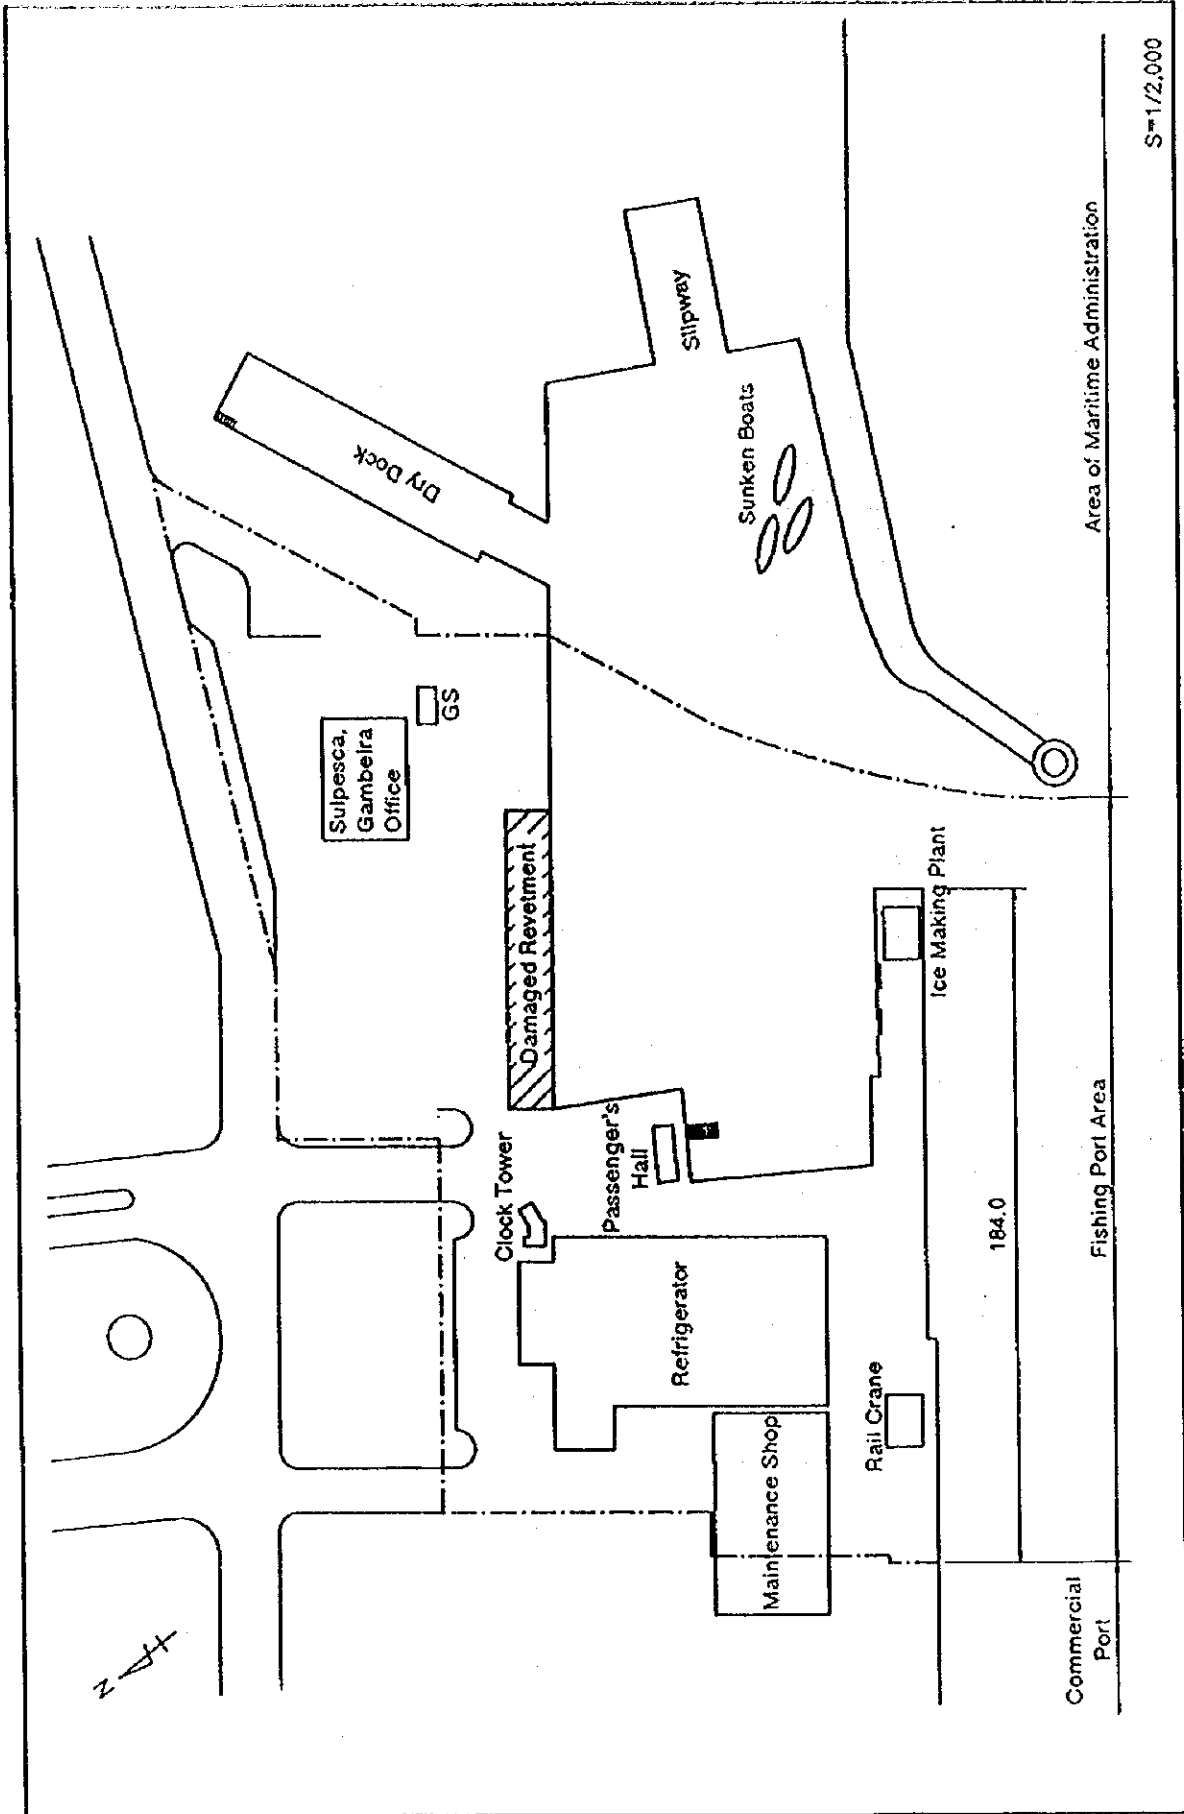 N
Dry Dock
Slipway
Sunken Boats
Sulpesca,
Gambeira
Office
GS
Damaged Revetment
Clock Tower
Passenger's
Hall
Ice Making Plant
Refrigerator
Maintenance Shop
Rail Crane
184.0
Commercial
Port
Fishing Port Area
Area of Maritime Administration
S=1/2,000